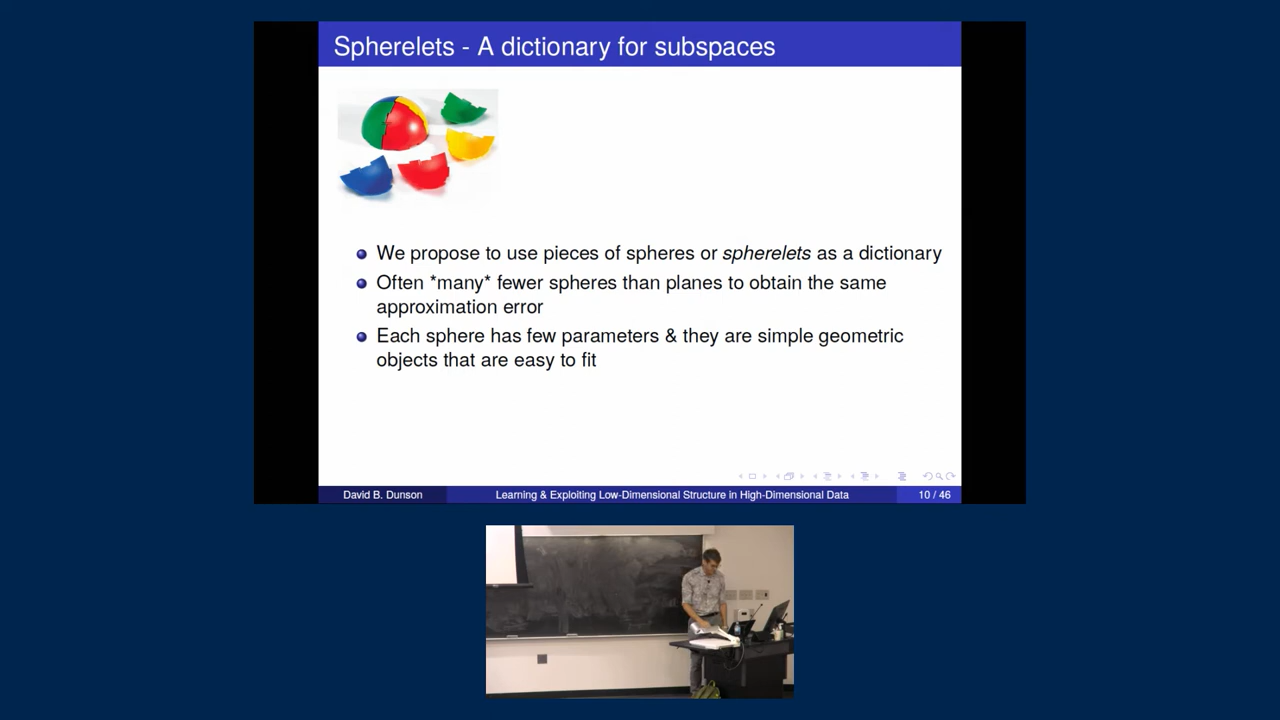 Spherelets - A dictionary for subspaces
We propose to use pieces of spheres or spherelets as a dictionary
Often *many* fewer spheres than planes to obtain the same
approximation error
Each sphere has few parameters & they are simple geometric
objects that are easy to fit
David B. Dunson
Learning & Exploiting Low-Dimensional Structure in High-Dimensional Data
10 / 46